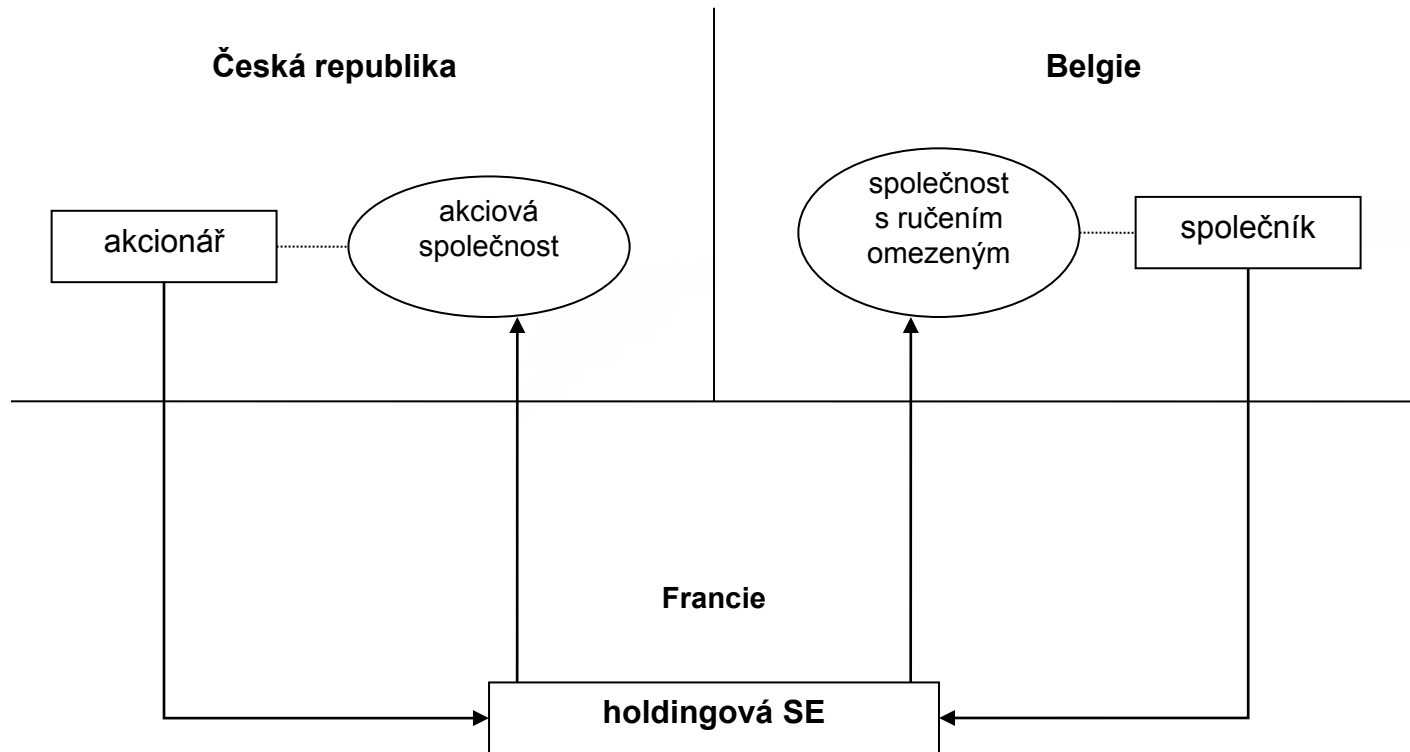 Česká republika
Belgie
akcionář
akciová
společnost
společnost
s ručením
omezeným
společník
Francie
holdingová SE